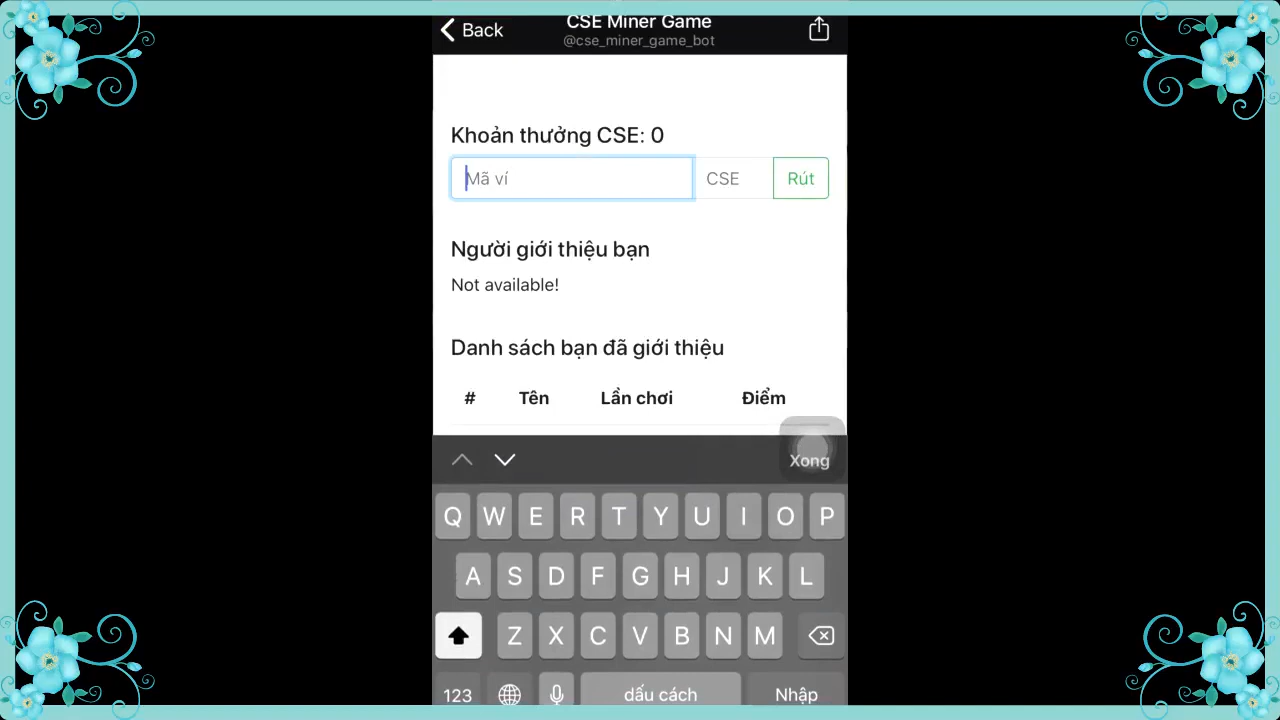 Back
CSE Miner Game
@cse_miner_game_bot
Khoản thưởng CSE: 0
Mã ví CSE Rút
Người giới thiệu bạn
Not available!
Danh sách bạn đã giới thiệu
# Tên Lần chơi Điểm
Xong
Q W E R T Y U I O P
A S D F G H J K L
Z X C V B N M
123 dấu cách Nhập